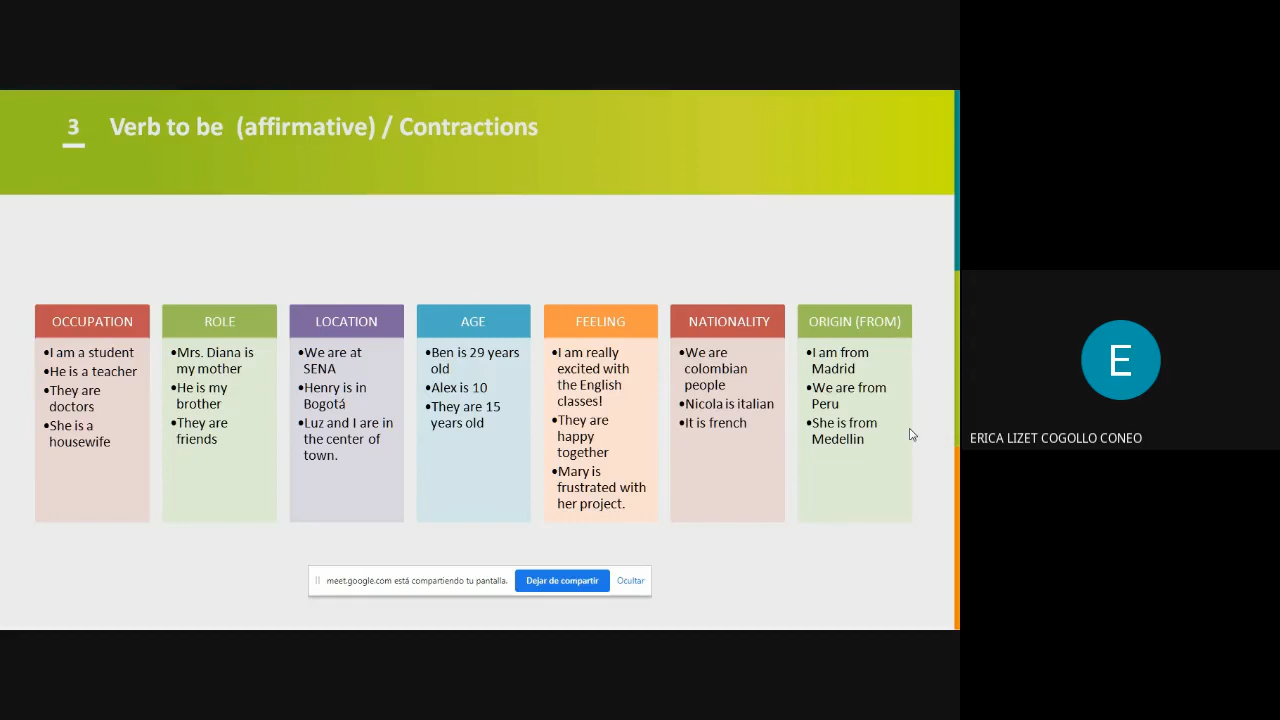 3 Verb to be (affirmative) / Contractions
OCCUPATION
•I am a student
•He is a teacher
•They are
doctors
•She is a
housewife
ROLE
•Mrs. Diana is
my mother
•He is my
brother
•They are
friends
LOCATION
•We are at
SENA
•Henry is in
Bogotá
•Luz and I are in
the center of
town.
AGE
•Ben is 29 years
old
•Alex is 10
•They are 15
years old
FEELING
•I am really
excited with
the English
classes!
•They are
happy
together
•Mary is
frustrated with
her project.
NATIONALITY
•We are
colombian
people
•Nicola is italian
•It is french
ORIGIN (FROM)
•I am from
Madrid
•We are from
Peru
•She is from
Medellin
meet.google.com está compartiendo tu pantalla. Dejar de compartir Ocultar
E
ERICA LIZET COGOLLO CONEO